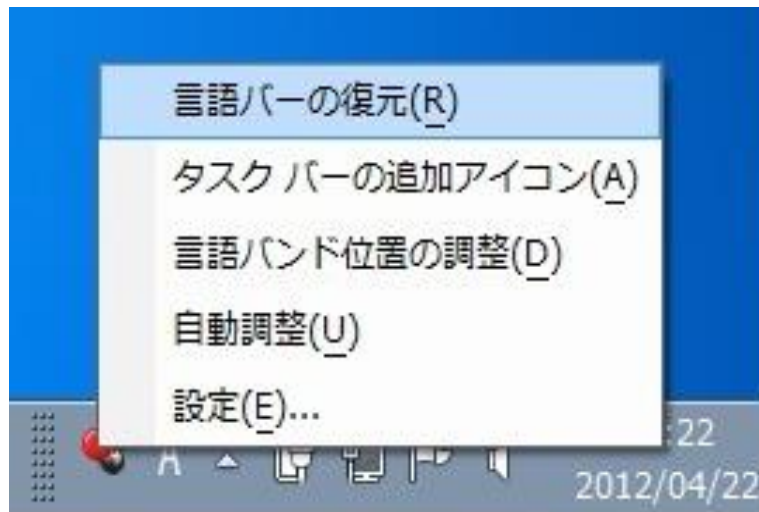 言語バーの復元(R)
タスク バーの追加アイコン(A)
言語バンド位置の調整(D)
自動調整(U)
設定(E)...
A
:22
2012/04/22